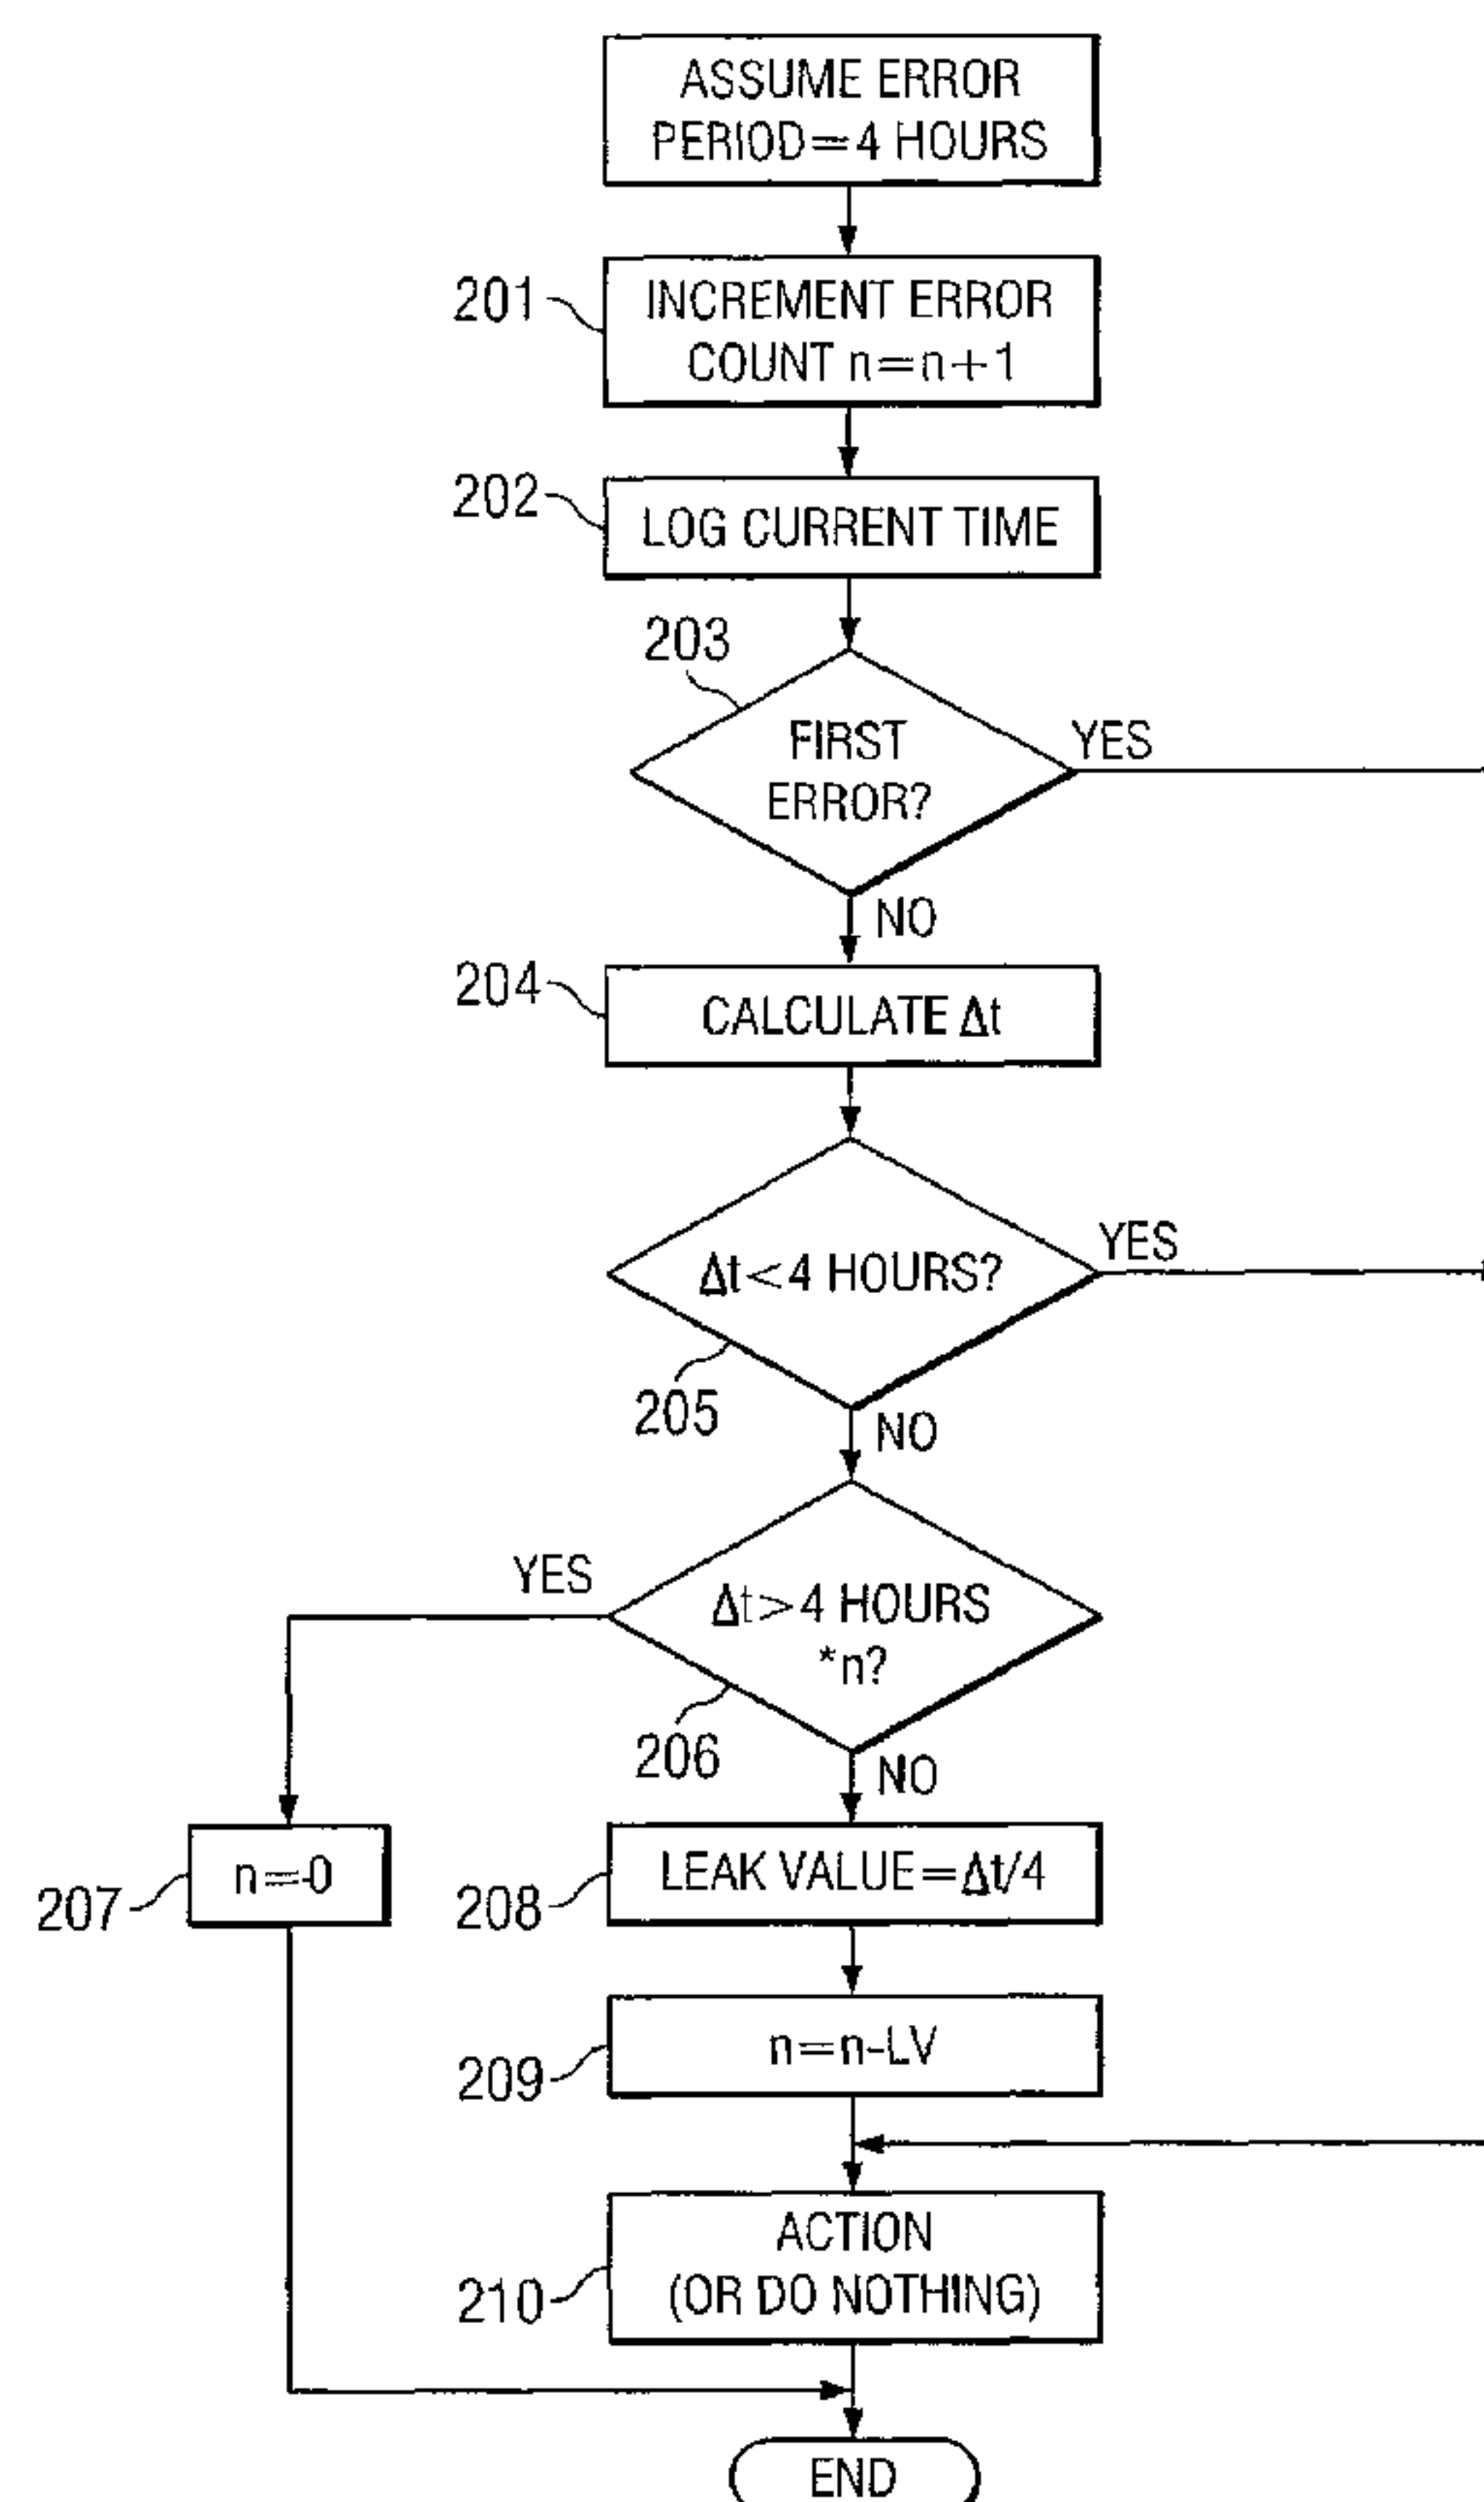 ASSUME ERROR
PERIOD=4 HOURS
201
INCREMENT ERROR
COUNT n=n+1
202
LOG CURRENT TIME
203
FIRST
ERROR?
YES
NO
204
CALCULATE Δt
Δt<4 HOURS?
YES
205
NO
YES
Δt>4 HOURS
*n?
206
NO
207
n=0
208
LEAK VALUE=Δt/4
209
n=n-LV
210
ACTION
(OR DO NOTHING)
END